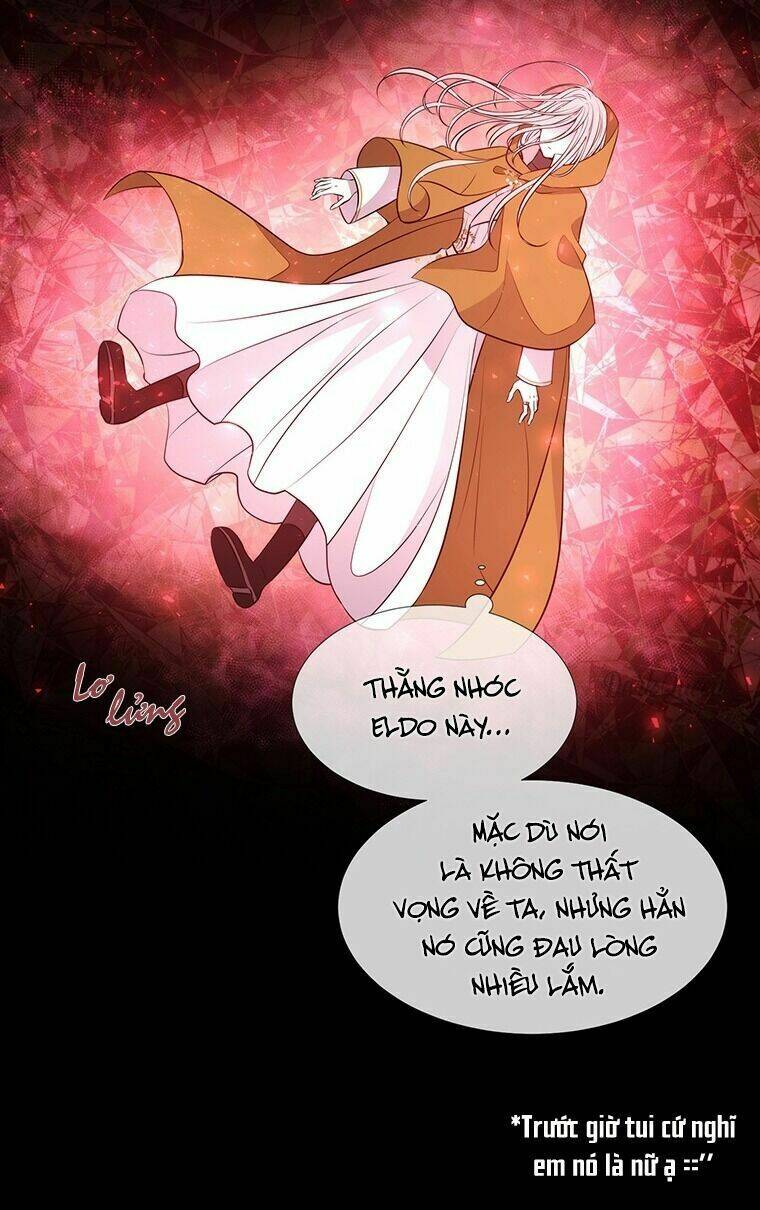 Lơ
lửng
THẰNG NHÓC
ELDO NÀY...
MẶC DÙ NÓI
LÀ KHÔNG THẤT
VỌNG VỀ TA, NHƯNG HẲN
NÓ CŨNG ĐAU LÒNG
NHIỀU LẮM.
*Trước giờ tui cứ nghĩ
em nó là nữ ạ =="